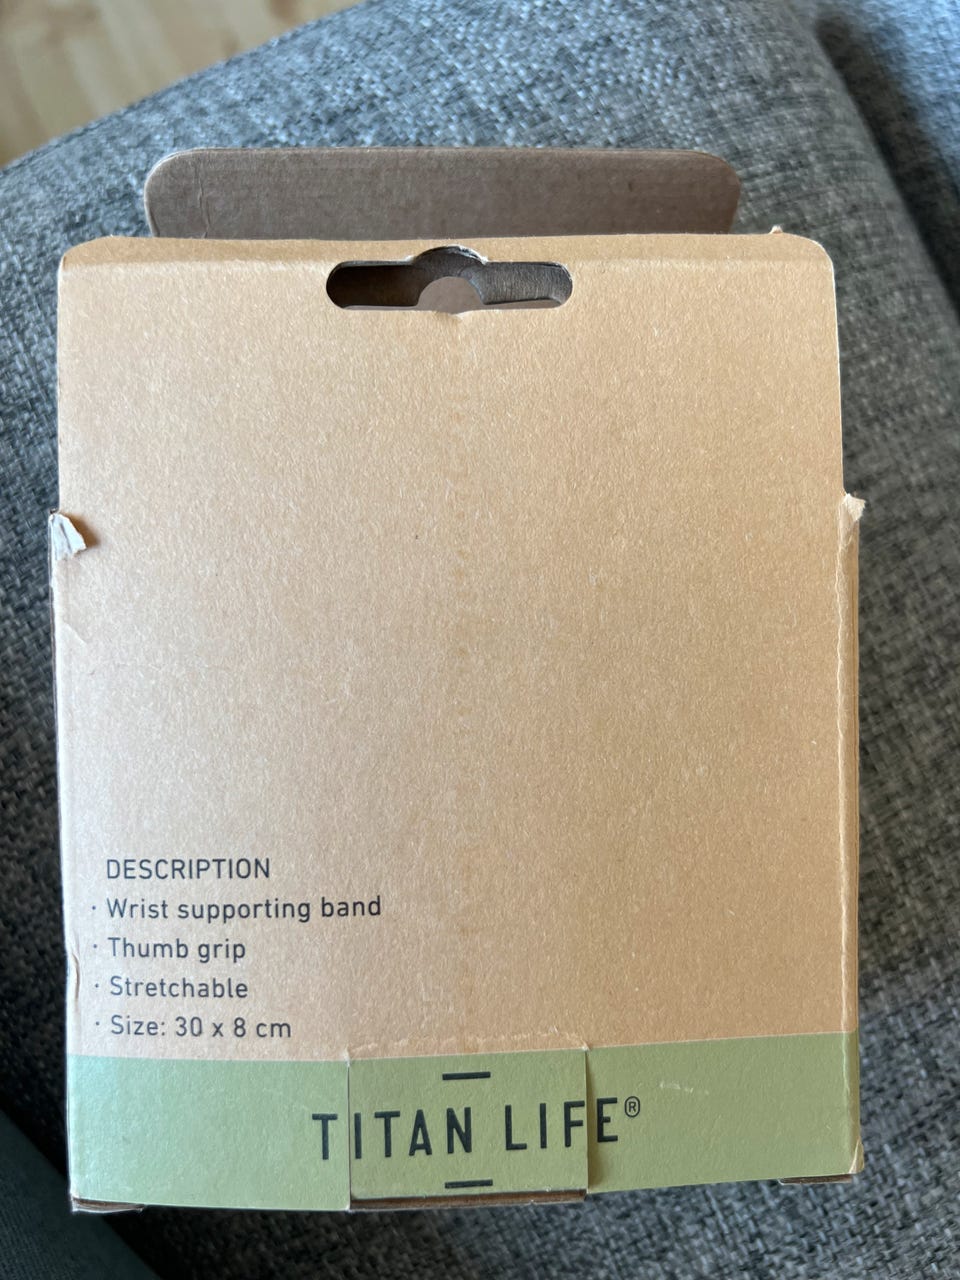 DESCRIPTION
· Wrist supporting band
· Thumb grip
· Stretchable
· Size: 30 x 8 cm
TITAN LIFE®